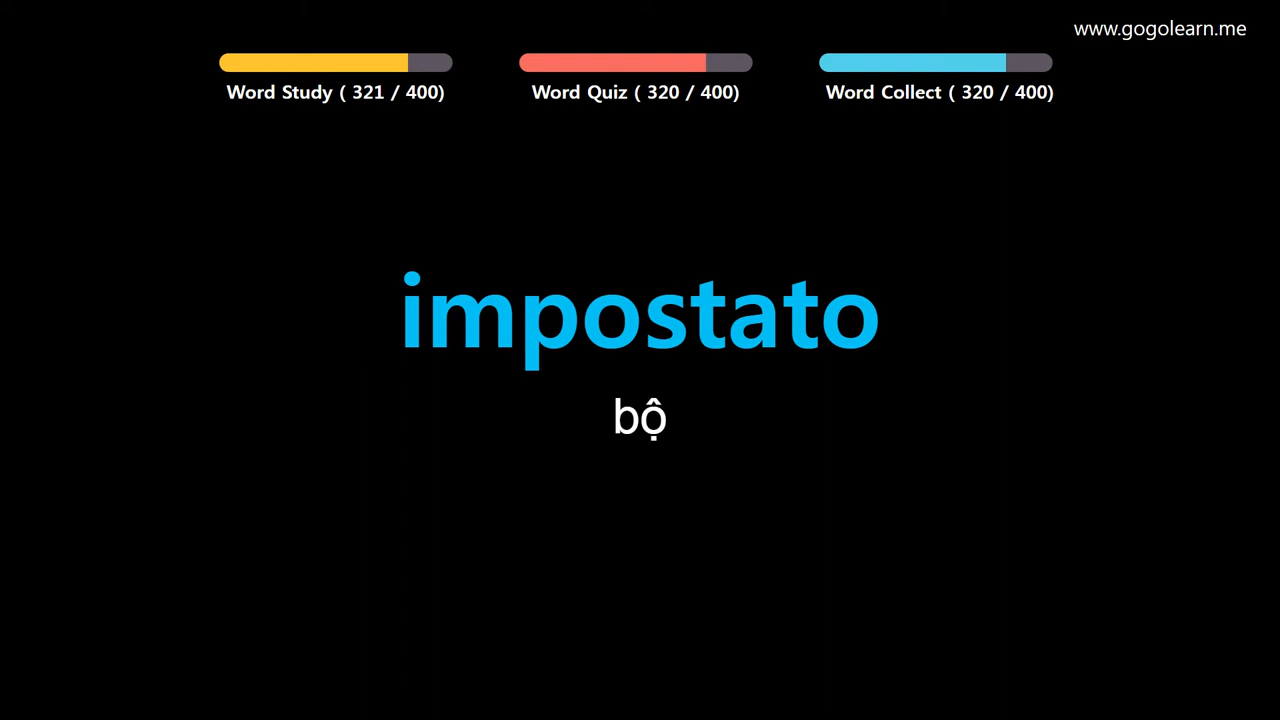 www.gogolearn.me
Word Study ( 321 / 400)
Word Quiz ( 320 / 400)
Word Collect ( 320 / 400)
impostato
bộ